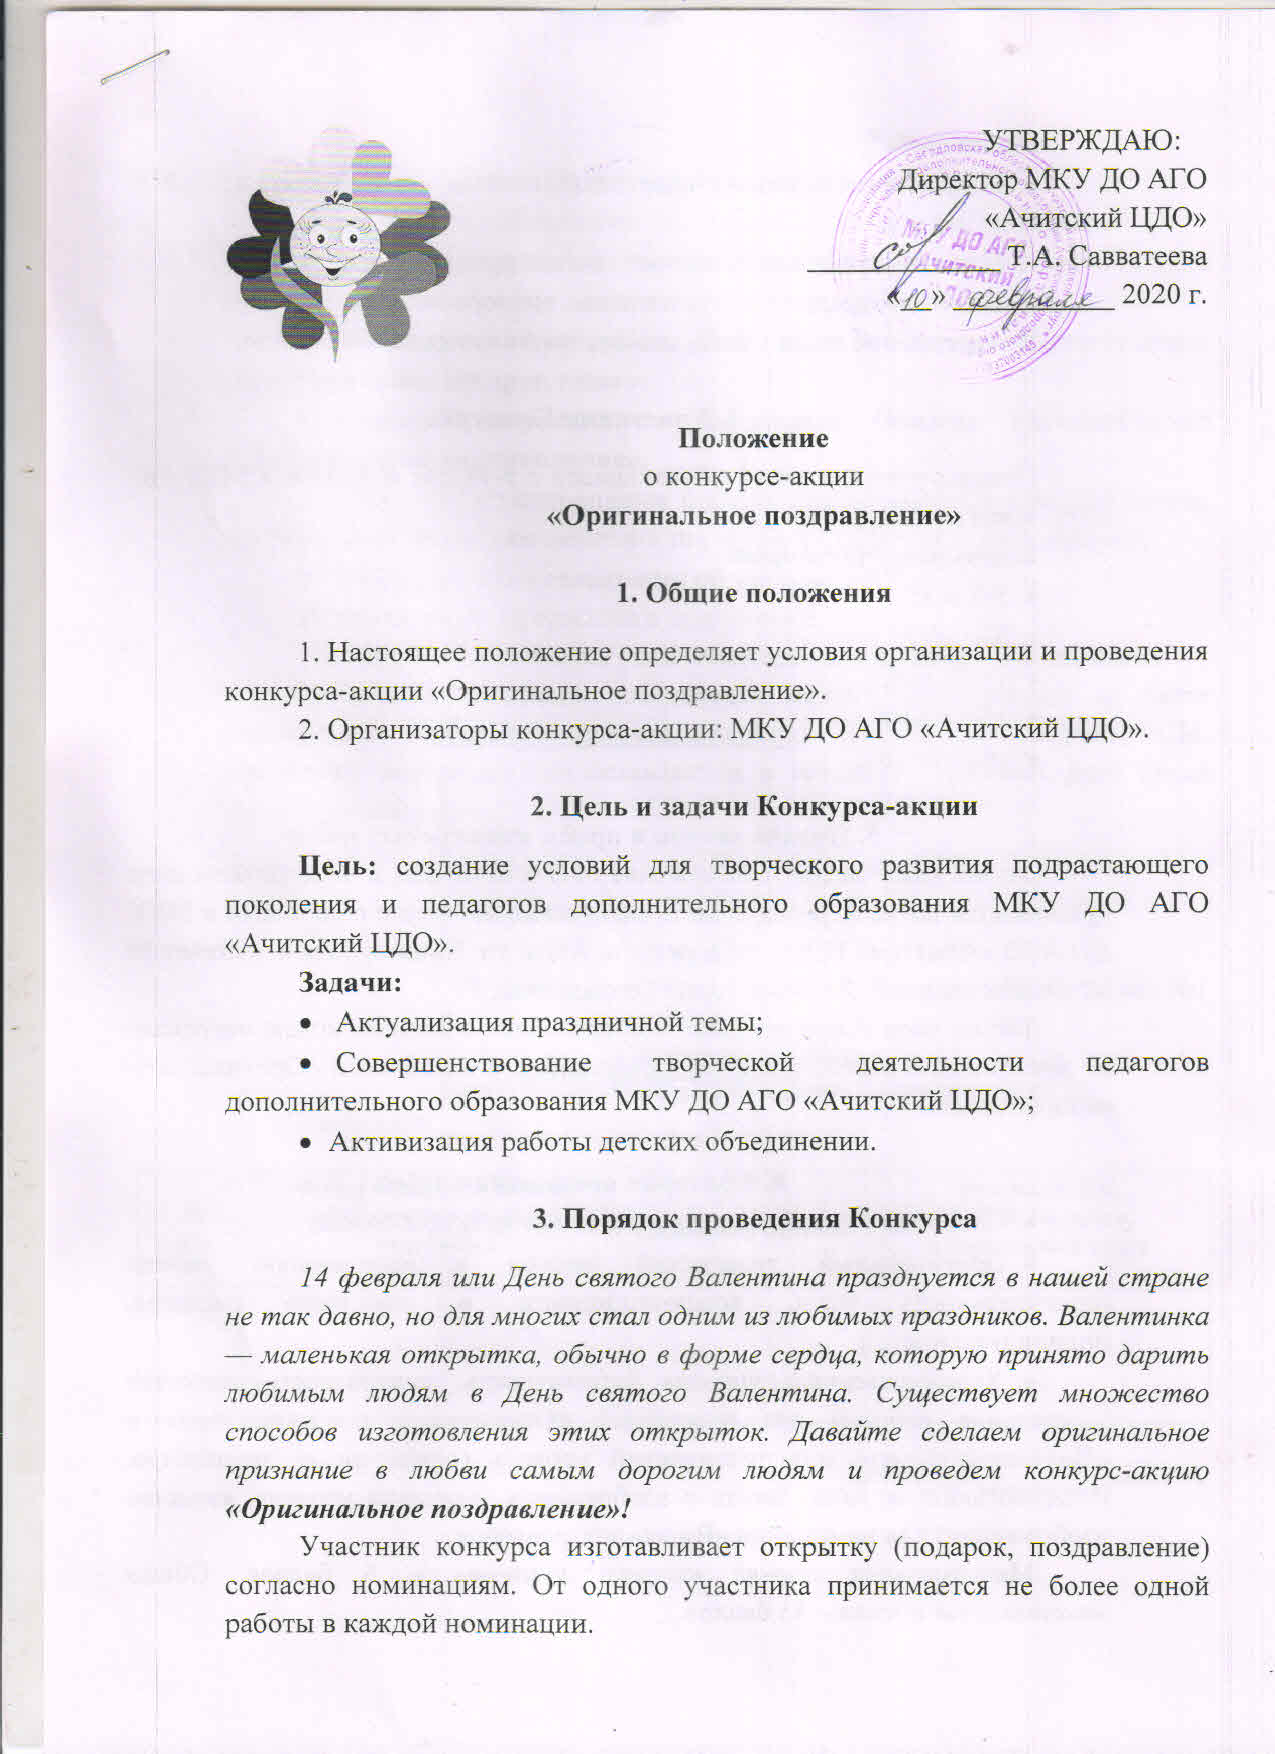 УТВЕРЖДАЮ:
Директор МКУ ДО АГО
«Ачитский ЦДО»
Т.А. Савватеева
«10» февраля 2020 г.
МКУ ДО АГО
Ачитский
Положение
о конкурсе-акции
«Оригинальное поздравление»
1. Общие положения
1. Настоящее положение определяет условия организации и проведения
конкурса-акции «Оригинальное поздравление».
2. Организаторы конкурса-акции: МКУ ДО АГО «Ачитский ЦДО».
2. Цель и задачи Конкурса-акции
Цель: создание условий для творческого развития подрастающего
поколения и педагогов дополнительного образования МКУ ДО АГО
«Ачитский ЦДО».
Задачи:
• Актуализация праздничной темы;
• Совершенствование творческой деятельности педагогов
дополнительного образования МКУ ДО АГО «Ачитский ЦДО»;
• Активизация работы детских объединении.
3. Порядок проведения Конкурса
14 февраля или День святого Валентина празднуется в нашей стране
не так давно, но для многих стал одним из любимых праздников. Валентинка
— маленькая открытка, обычно в форме сердца, которую принято дарить
любимым людям в День святого Валентина. Существует множество
способов изготовления этих открыток. Давайте сделаем оригинальное
признание в любви самым дорогим людям и проведем конкурс-акцию
«Оригинальное поздравление»!
Участник конкурса изготавливает открытку (подарок, поздравление)
согласно номинациям. От одного участника принимается не более одной
работы в каждой номинации.